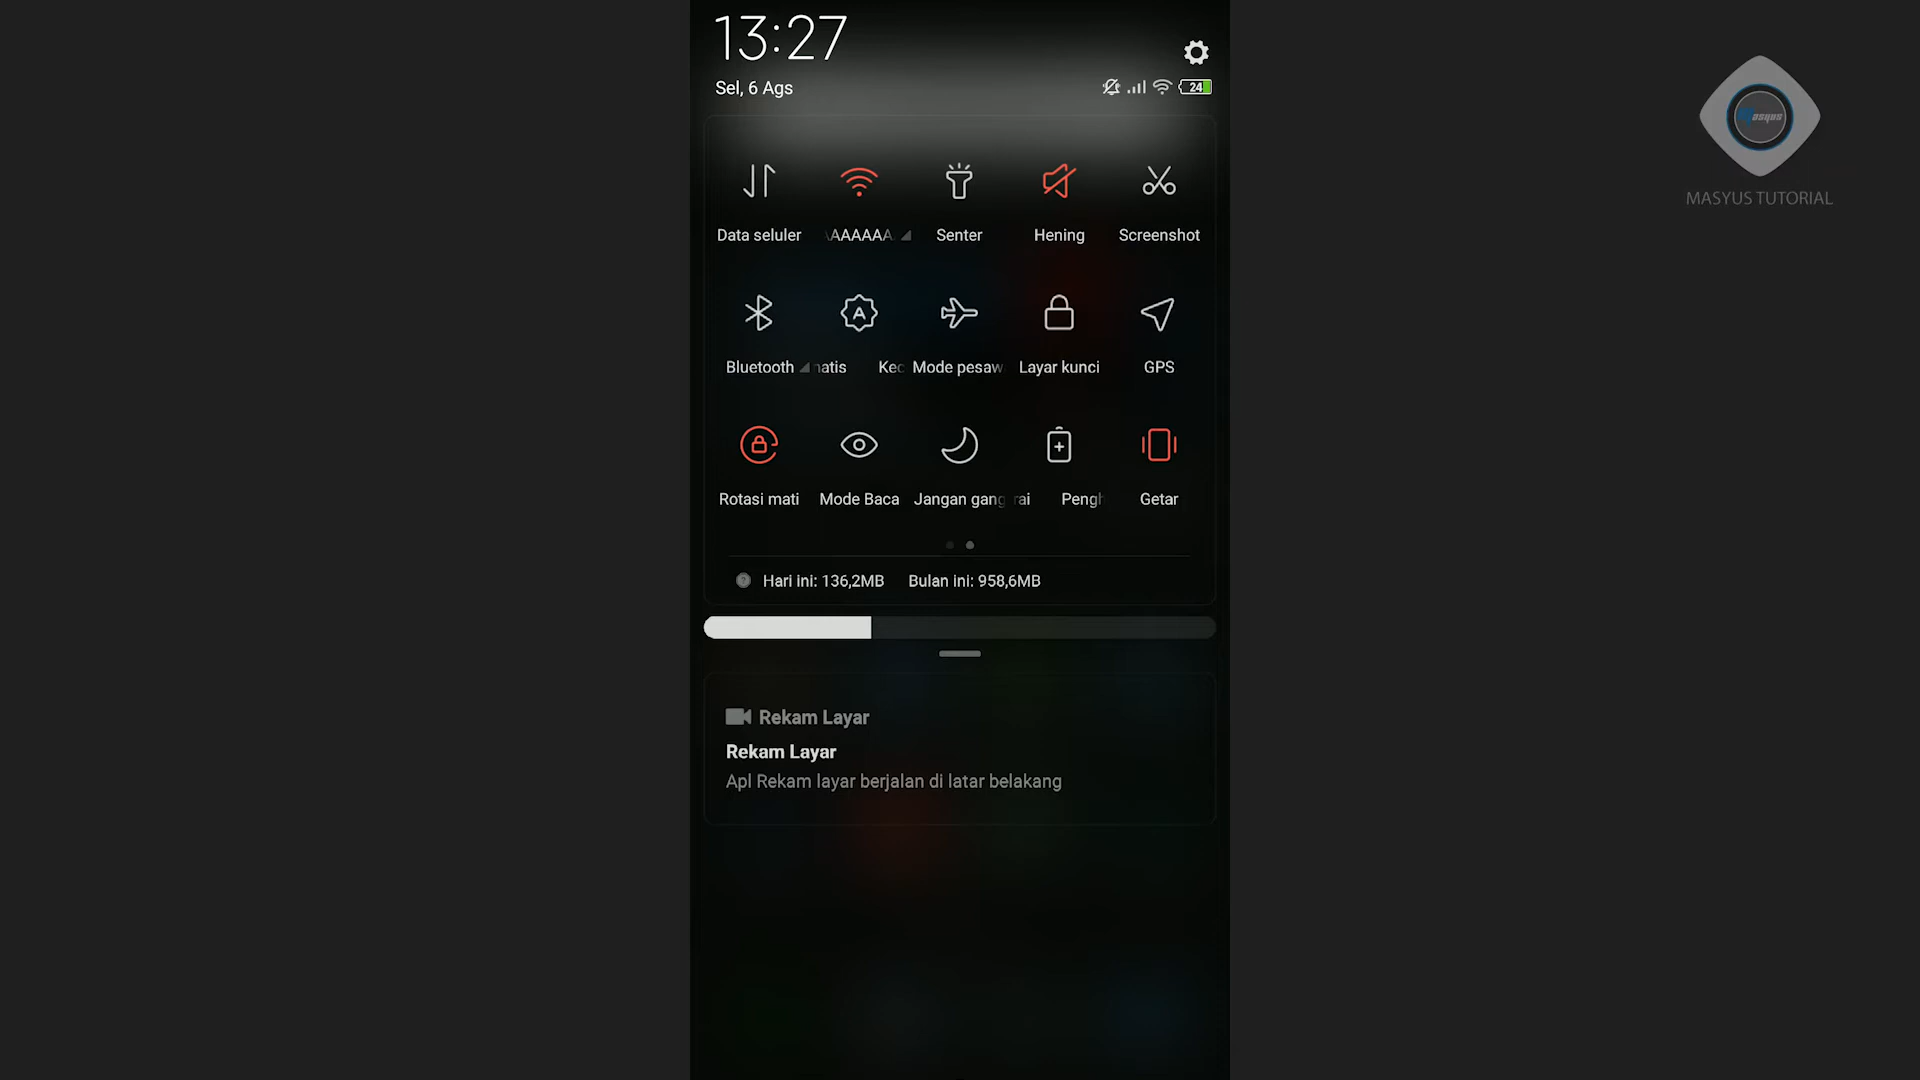 13:27
Sel, 6 Ags
24
Data seluler
AAAAAA
Senter
Hening
Screenshot
Bluetooth
Mode pesaw
Layar kunci
GPS
Rotasi mati
Mode Baca
Jangan gang
Getar
Hari ini: 136,2MB Bulan ini: 958,6MB
Rekam Layar
Rekam Layar
Apl Rekam layar berjalan di latar belakang
MASYUS TUTORIAL